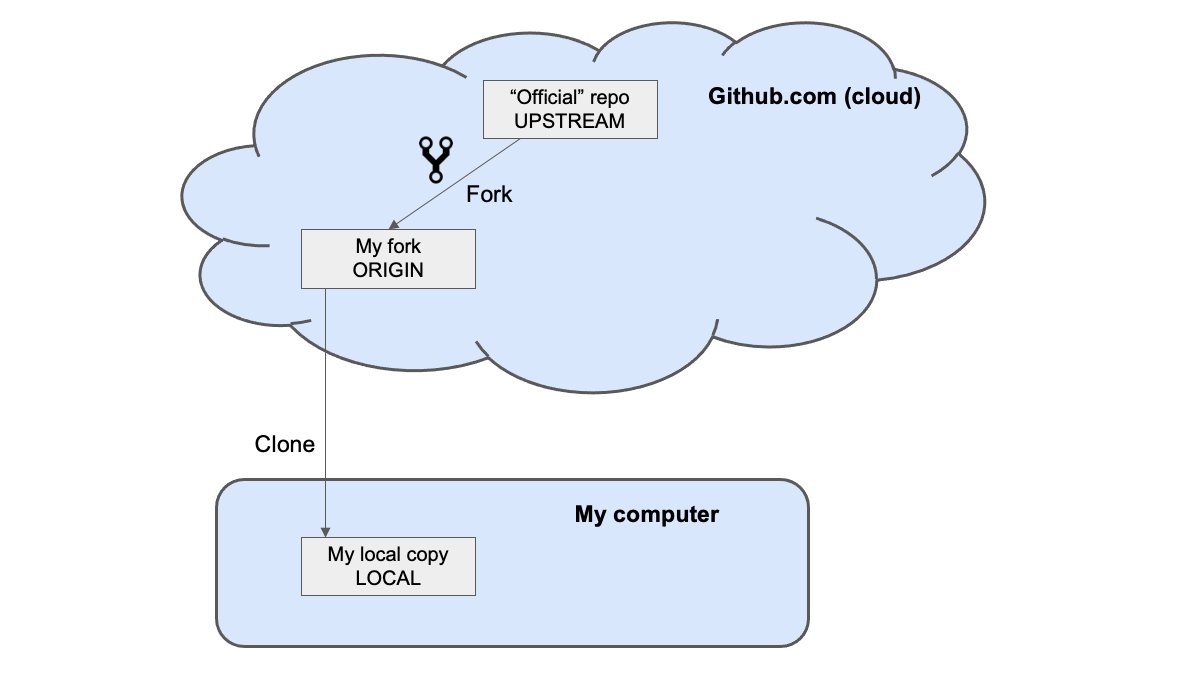 “Official” repo
UPSTREAM
Github.com (cloud)
Fork
My fork
ORIGIN
Clone
My computer
My local copy
LOCAL